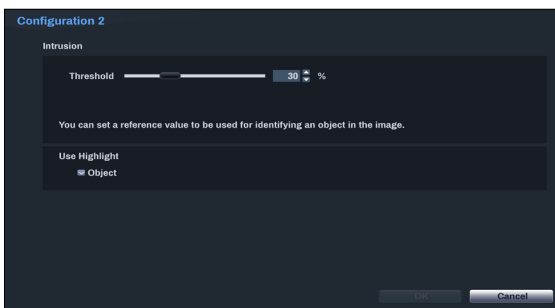 Configuration 2
Intrusion
Threshold 30 %
You can set a reference value to be used for identifying an object in the image.
Use Highlight
Object
OK Cancel